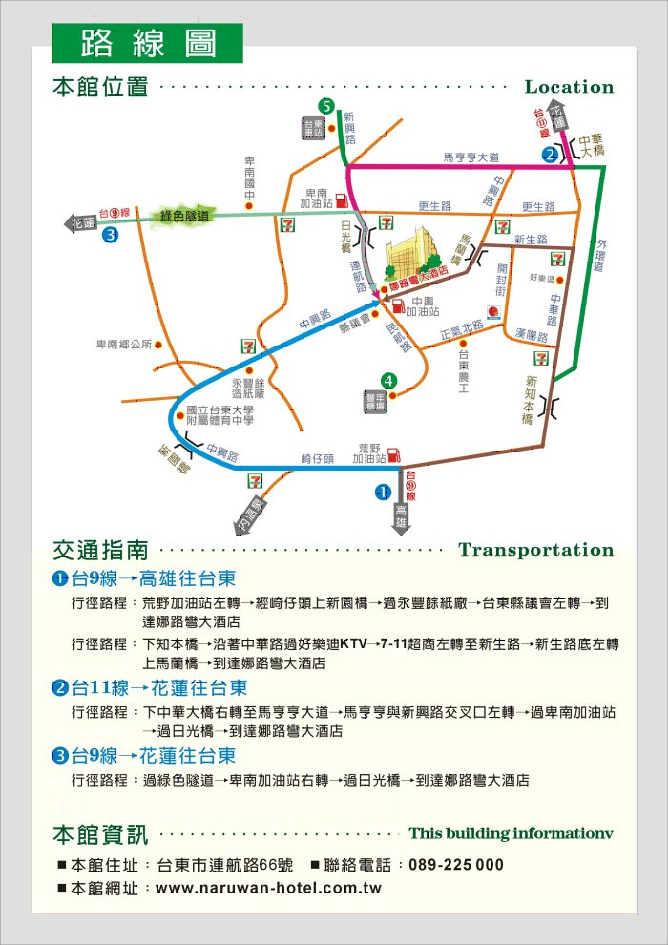 路線圖
本館位置 Location
5
台東車站
新興路
台11線
花蓮
2
中華大橋
馬亨亨大道
卑南國中
卑南加油站
中興路
更生路
更生路
台9線
花蓮
3
綠色隧道
日光橋
馬蘭橋
新生路
外環道
連航路
娜路彎大酒店
開封街
好樂迪
中華路
中興路
縣議會
中園加油站
民航路
正氣北路
漢陽路
卑南鄉公所
台東農工
永豐餘造紙廠
4
豐年機場
新知本橋
國立台東大學附屬體育中學
新園橋
中興路
崎仔頭
荒野加油站
1
台9線
高雄
內溫泉
交通指南 Transportation
1台9線→高雄往台東
行徑路程：荒野加油站左轉→經崎仔頭上新園橋→過永豐餘紙廠→台東縣議會左轉→到
達娜路彎大酒店
行徑路程：下知本橋→沿著中華路過好樂迪KTV→7-11超商左轉至新生路→新生路底左轉
上馬蘭橋→到達娜路彎大酒店
2台11線→花蓮往台東
行徑路程：下中華大橋右轉至馬亨亨大道→馬亨亨與新興路交叉口左轉→過卑南加油站
→過日光橋→到達娜路彎大酒店
3台9線→花蓮往台東
行徑路程：過綠色隧道→卑南加油站右轉→過日光橋→到達娜路彎大酒店
本館資訊 This building informationv
■本館住址：台東市連航路66號 ■聯絡電話：089-225000
■本館網址：www.naruwan-hotel.com.tw